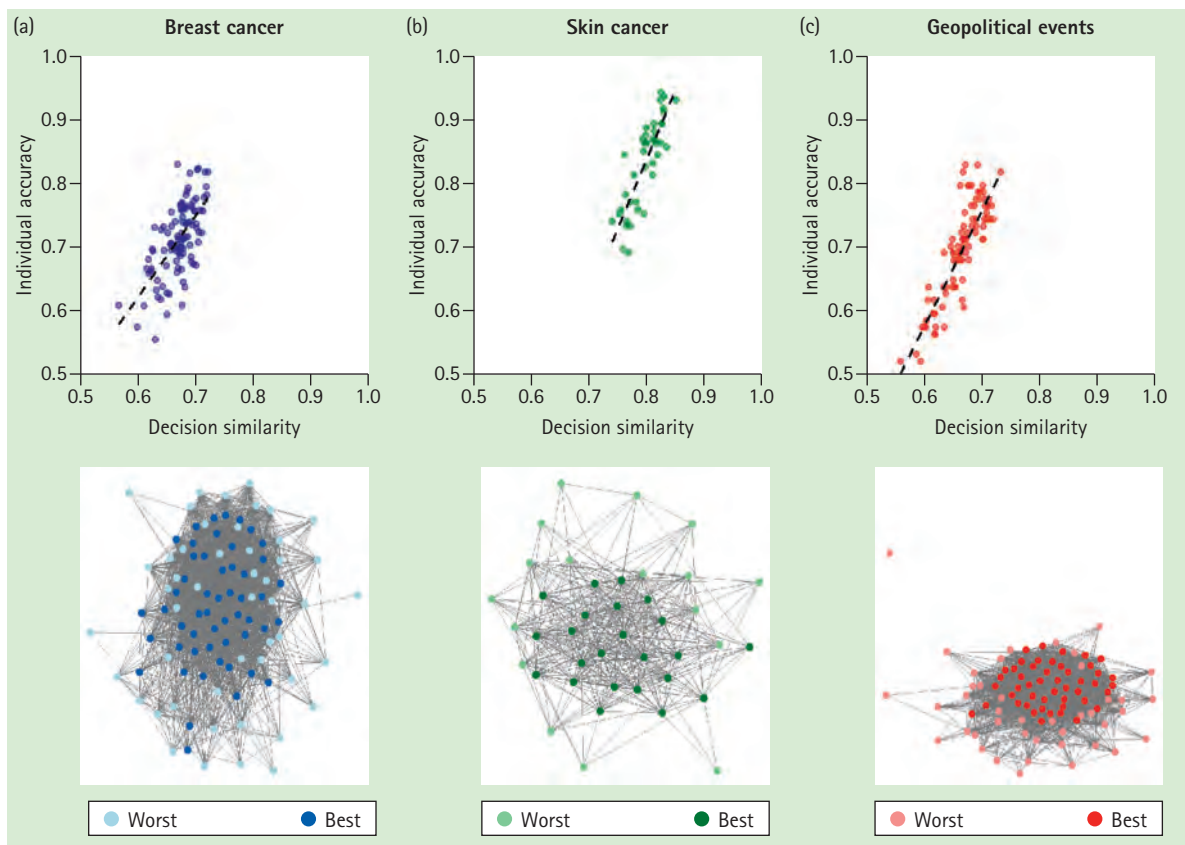 (a) Breast cancer
1.0
0.9
0.8
0.7
0.6
0.5
Individual accuracy
0.5 0.6 0.7 0.8 0.9 1.0
Decision similarity
Worst Best
(b) Skin cancer
1.0
0.9
0.8
0.7
0.6
0.5
Individual accuracy
0.5 0.6 0.7 0.8 0.9 1.0
Decision similarity
Worst Best
(c) Geopolitical events
1.0
0.9
0.8
0.7
0.6
0.5
Individual accuracy
0.5 0.6 0.7 0.8 0.9 1.0
Decision similarity
Worst Best